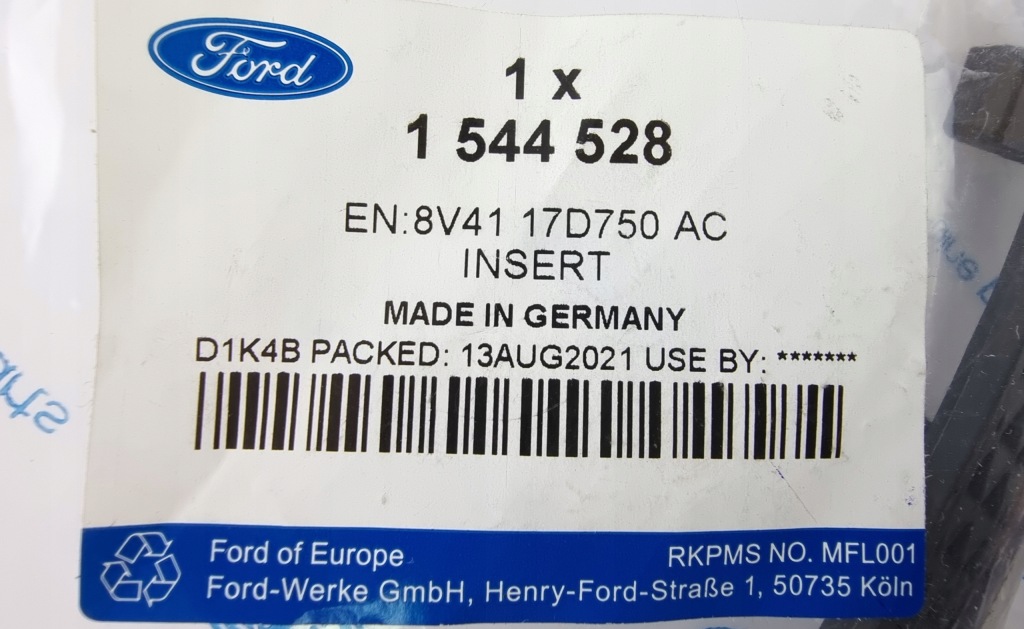 Ford
1 x
1 544 528
EN:8V41 17D750 AC
INSERT
MADE IN GERMANY
D1K4B PACKED: 13AUG2021 USE BY: *******
Ford of Europe
RKPMS NO. MFL001
Ford-Werke GmbH, Henry-Ford-Straße 1, 50735 Köln